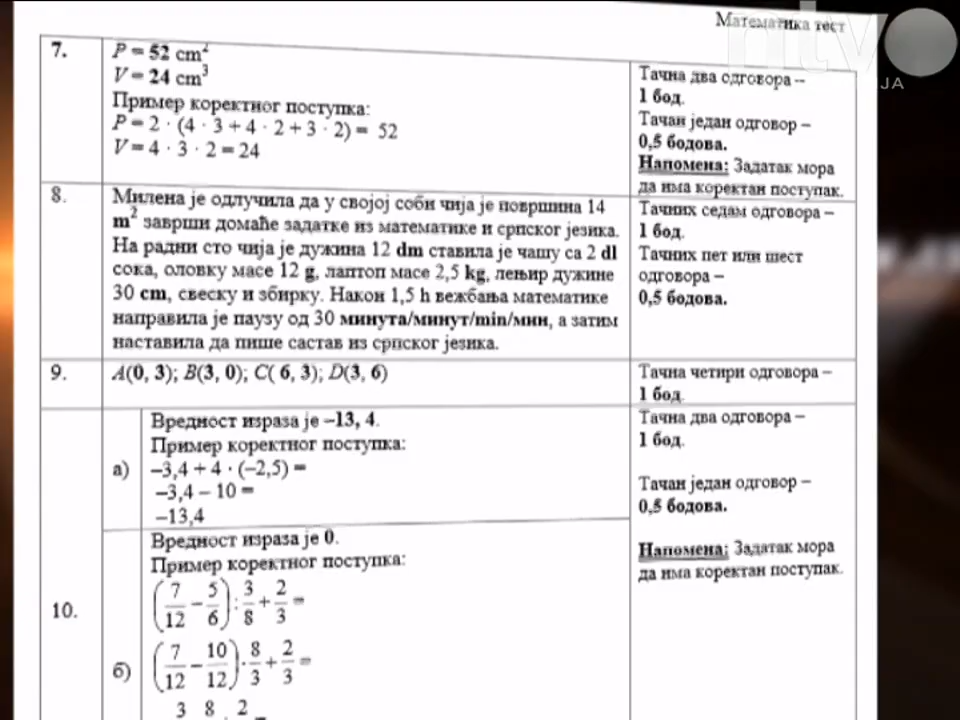 Математика тест
7.
P = 52 cm²
V = 24 cm³
Пример коректног поступка:
P = 2 · (4 · 3 + 4 · 2 + 3 · 2) = 52
V = 4 · 3 · 2 = 24
Тачна два одговора –
1 бод.
Тачан један одговор –
0,5 бодова.
Напомена: Задатак мора
да има коректан поступак.
8.
Милена је одлучила да у својој соби чија је површина 14
m² заврши домаће задатке из математике и српског језика.
На радни сто чија је дужина 12 dm ставила је чашу са 2 dl
сока, оловку масе 12 g, лаптоп масе 2,5 kg, лењир дужине
30 cm, свеску и збирку. Након 1,5 h вежбања математике
направила је паузу од 30 минута/минут/min/мин, а затим
наставила да пише састав из српског језика.
Тачних седам одговора –
1 бод.
Тачних пет или шест
одговора –
0,5 бодова.
9.
A(0, 3); B(3, 0); C( 6, 3); D(3, 6)
Тачна четири одговора –
1 бод.
10.
а)
Вредност израза је –13, 4.
Пример коректног поступка:
–3,4 + 4 · (–2,5) =
–3,4 – 10 =
–13,4
Тачна два одговора –
1 бод.
Тачан један одговор –
0,5 бодова.
Напомена: Задатак мора
да има коректан поступак.
б)
Вредност израза је 0.
Пример коректног поступка:
(7/12 – 5/6) : 3/8 + 2/3 =
(7/12 – 10/12) · 8/3 + 2/3 =
3 8 2
ntv
ЈА